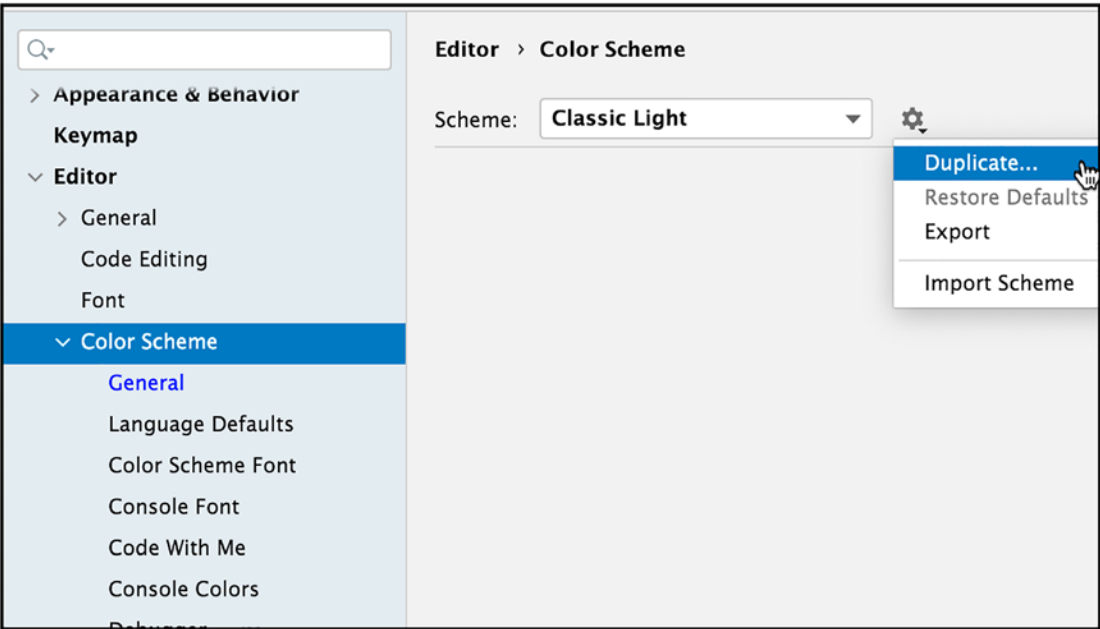 Appearance & Behavior
Keymap
Editor
General
Code Editing
Font
Color Scheme
General
Language Defaults
Color Scheme Font
Console Font
Code With Me
Console Colors
Debugger
Editor › Color Scheme
Scheme: Classic Light
Duplicate...
Restore Defaults
Export
Import Scheme